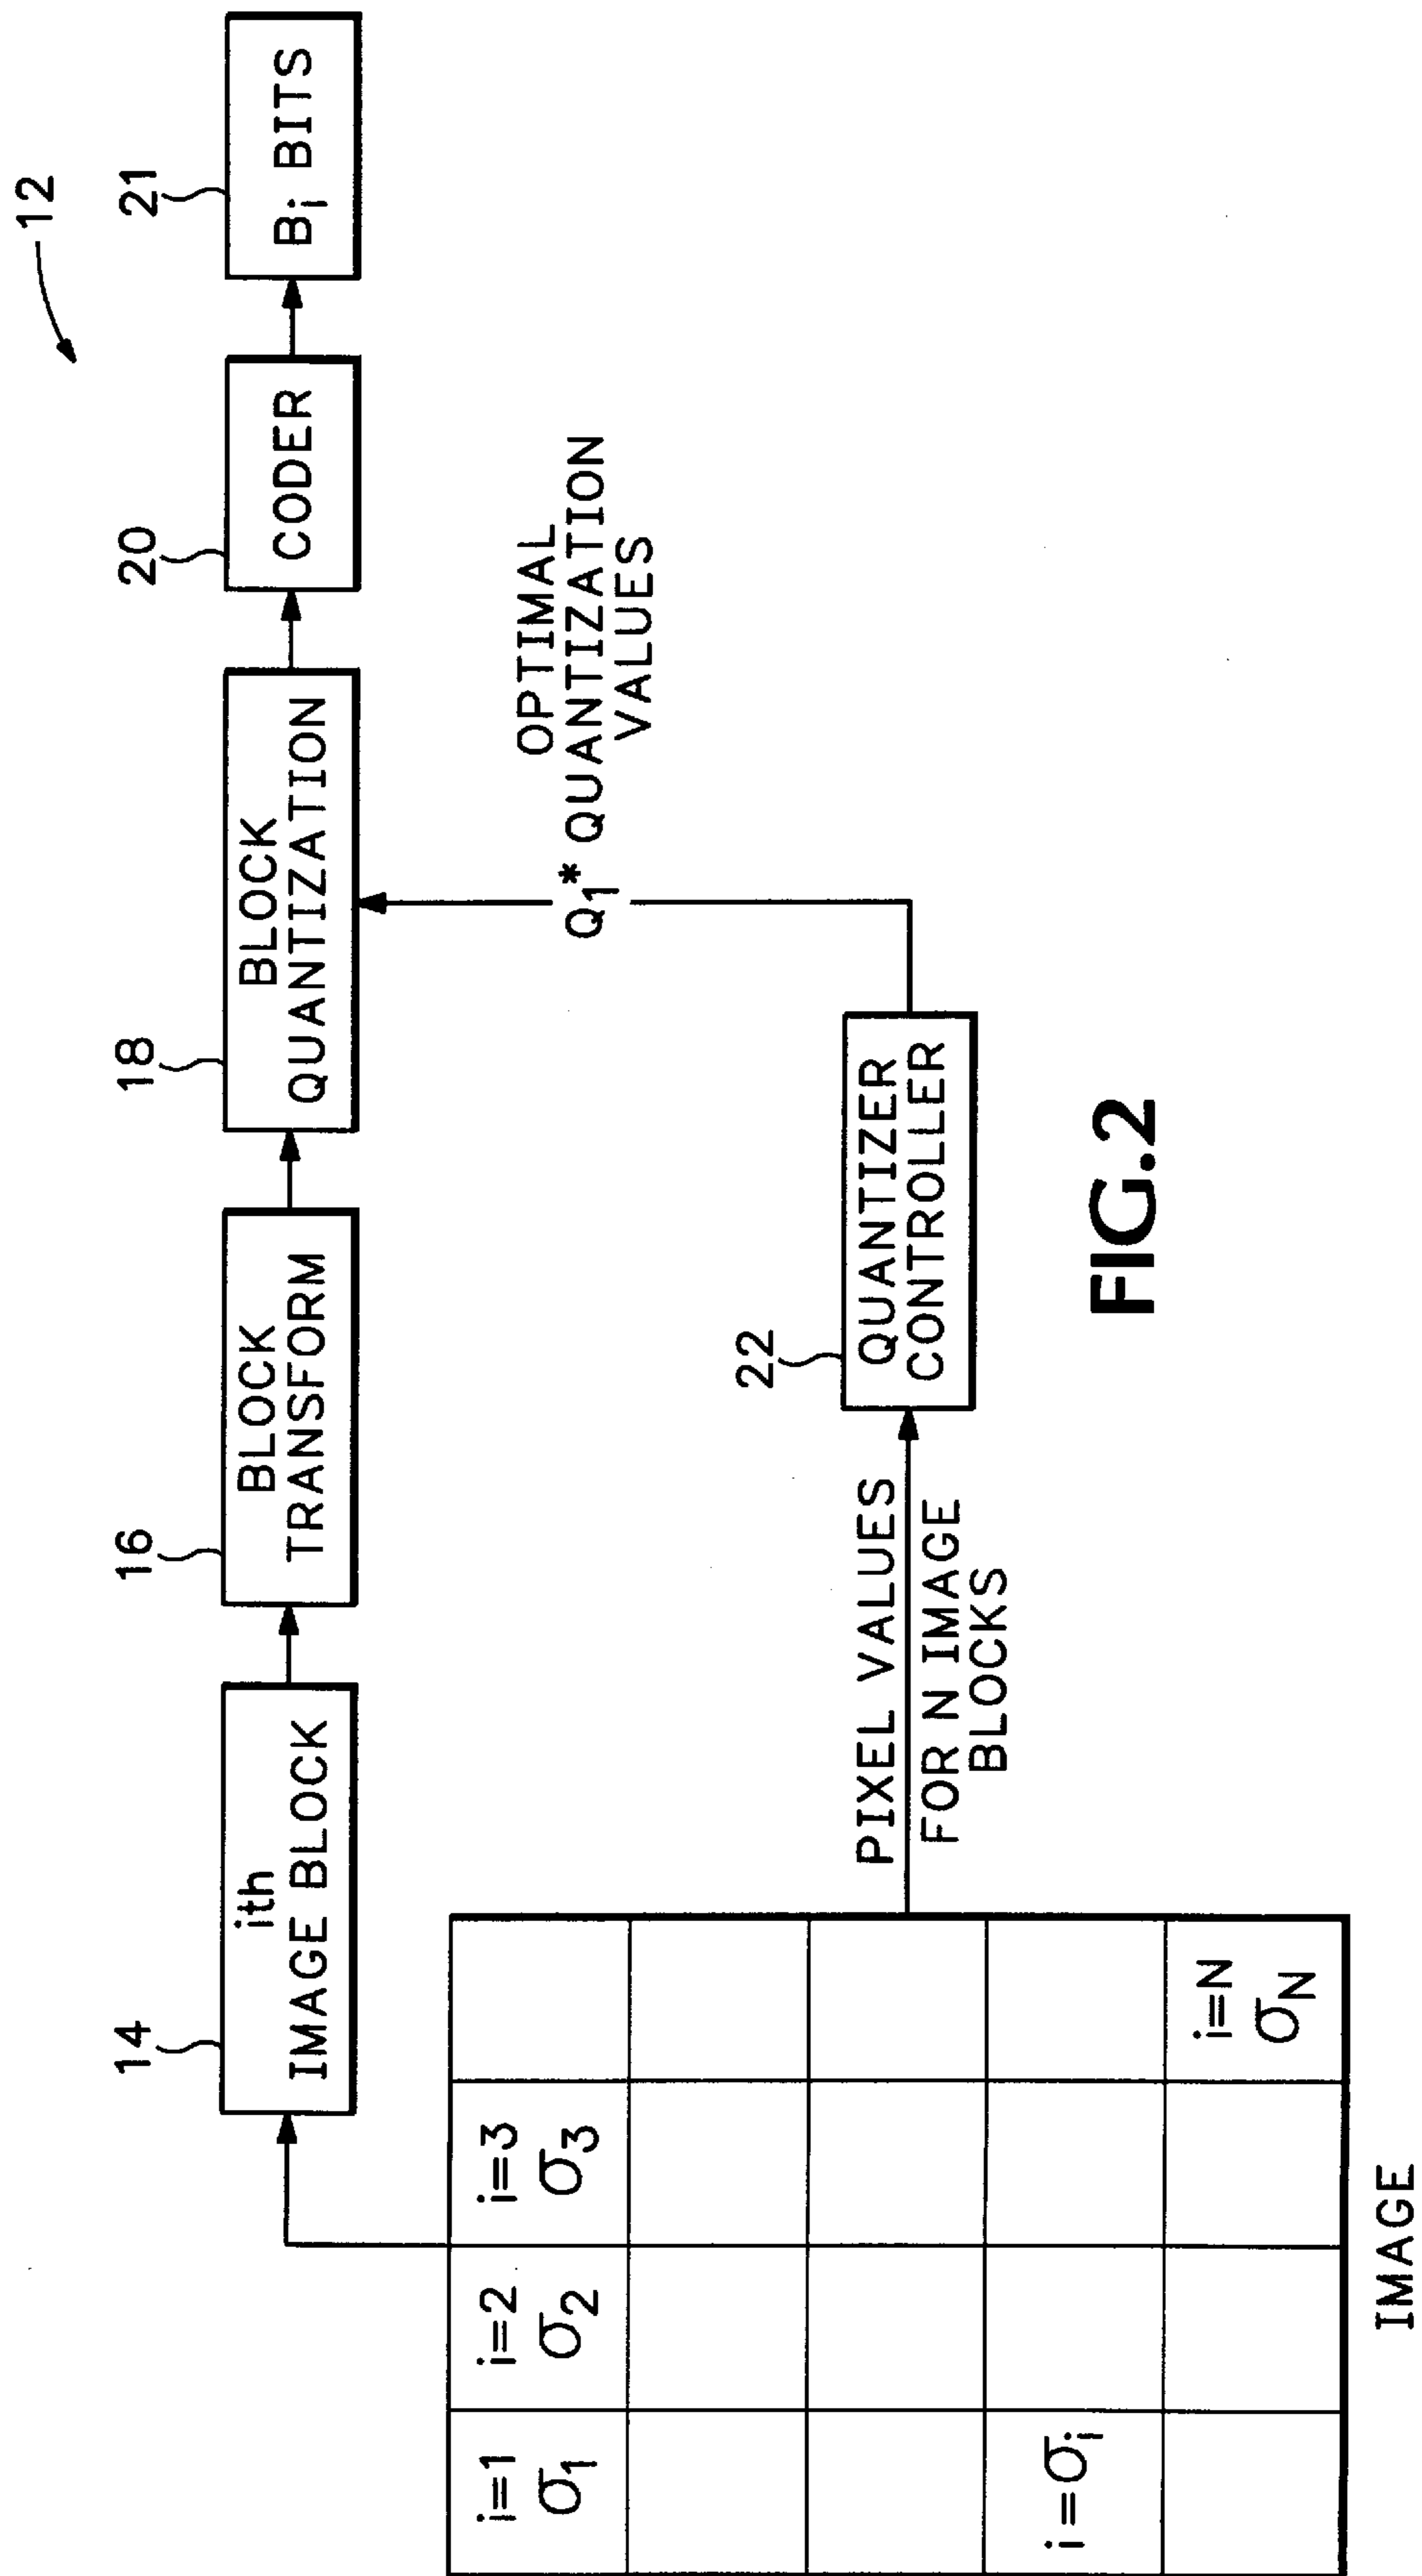 12
14
ith
IMAGE BLOCK
16
BLOCK
TRANSFORM
18
BLOCK
QUANTIZATION
20
CODER
21
Bi BITS
OPTIMAL
Q1* QUANTIZATION
VALUES
22
QUANTIZER
CONTROLLER
PIXEL VALUES
FOR N IMAGE
BLOCKS
i=1
σ1
i=2
σ2
i=3
σ3
i=σi
i=N
σN
IMAGE
FIG.2